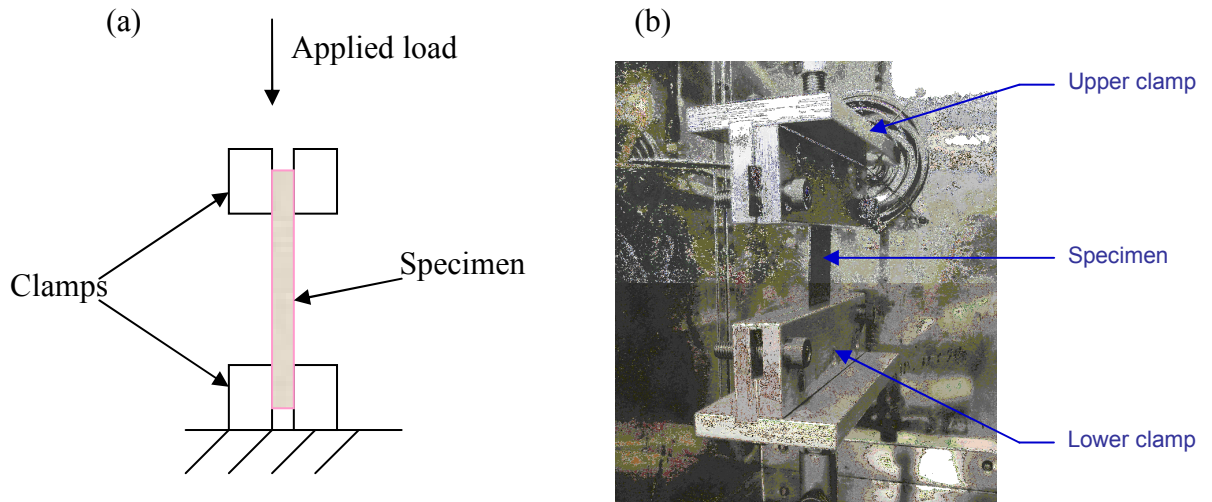 (a)
Applied load
Clamps
Specimen
(b)
Upper clamp
Specimen
Lower clamp